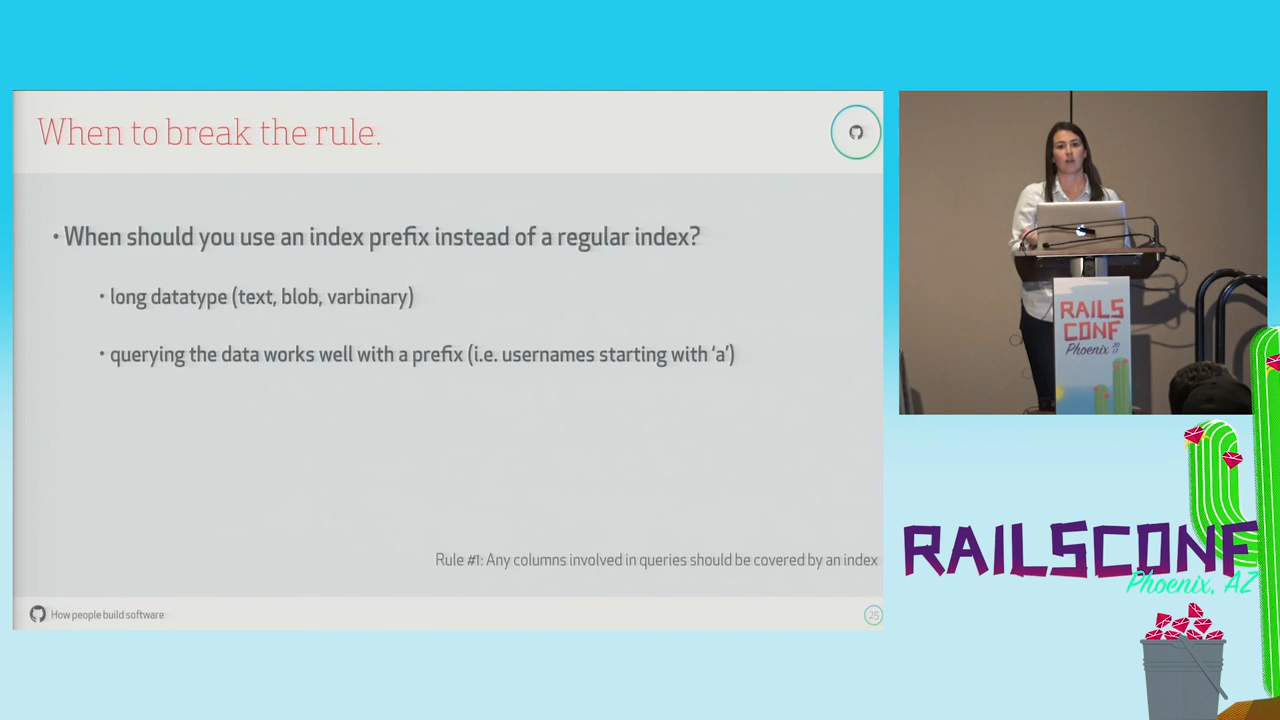 When to break the rule.
• When should you use an index prefix instead of a regular index?
• long datatype (text, blob, varbinary)
• querying the data works well with a prefix (i.e. usernames starting with ‘a’)
Rule #1: Any columns involved in queries should be covered by an index
How people build software
25
RAILS
CONF
Phoenix 2017
RAILSCONF
Phoenix, AZ